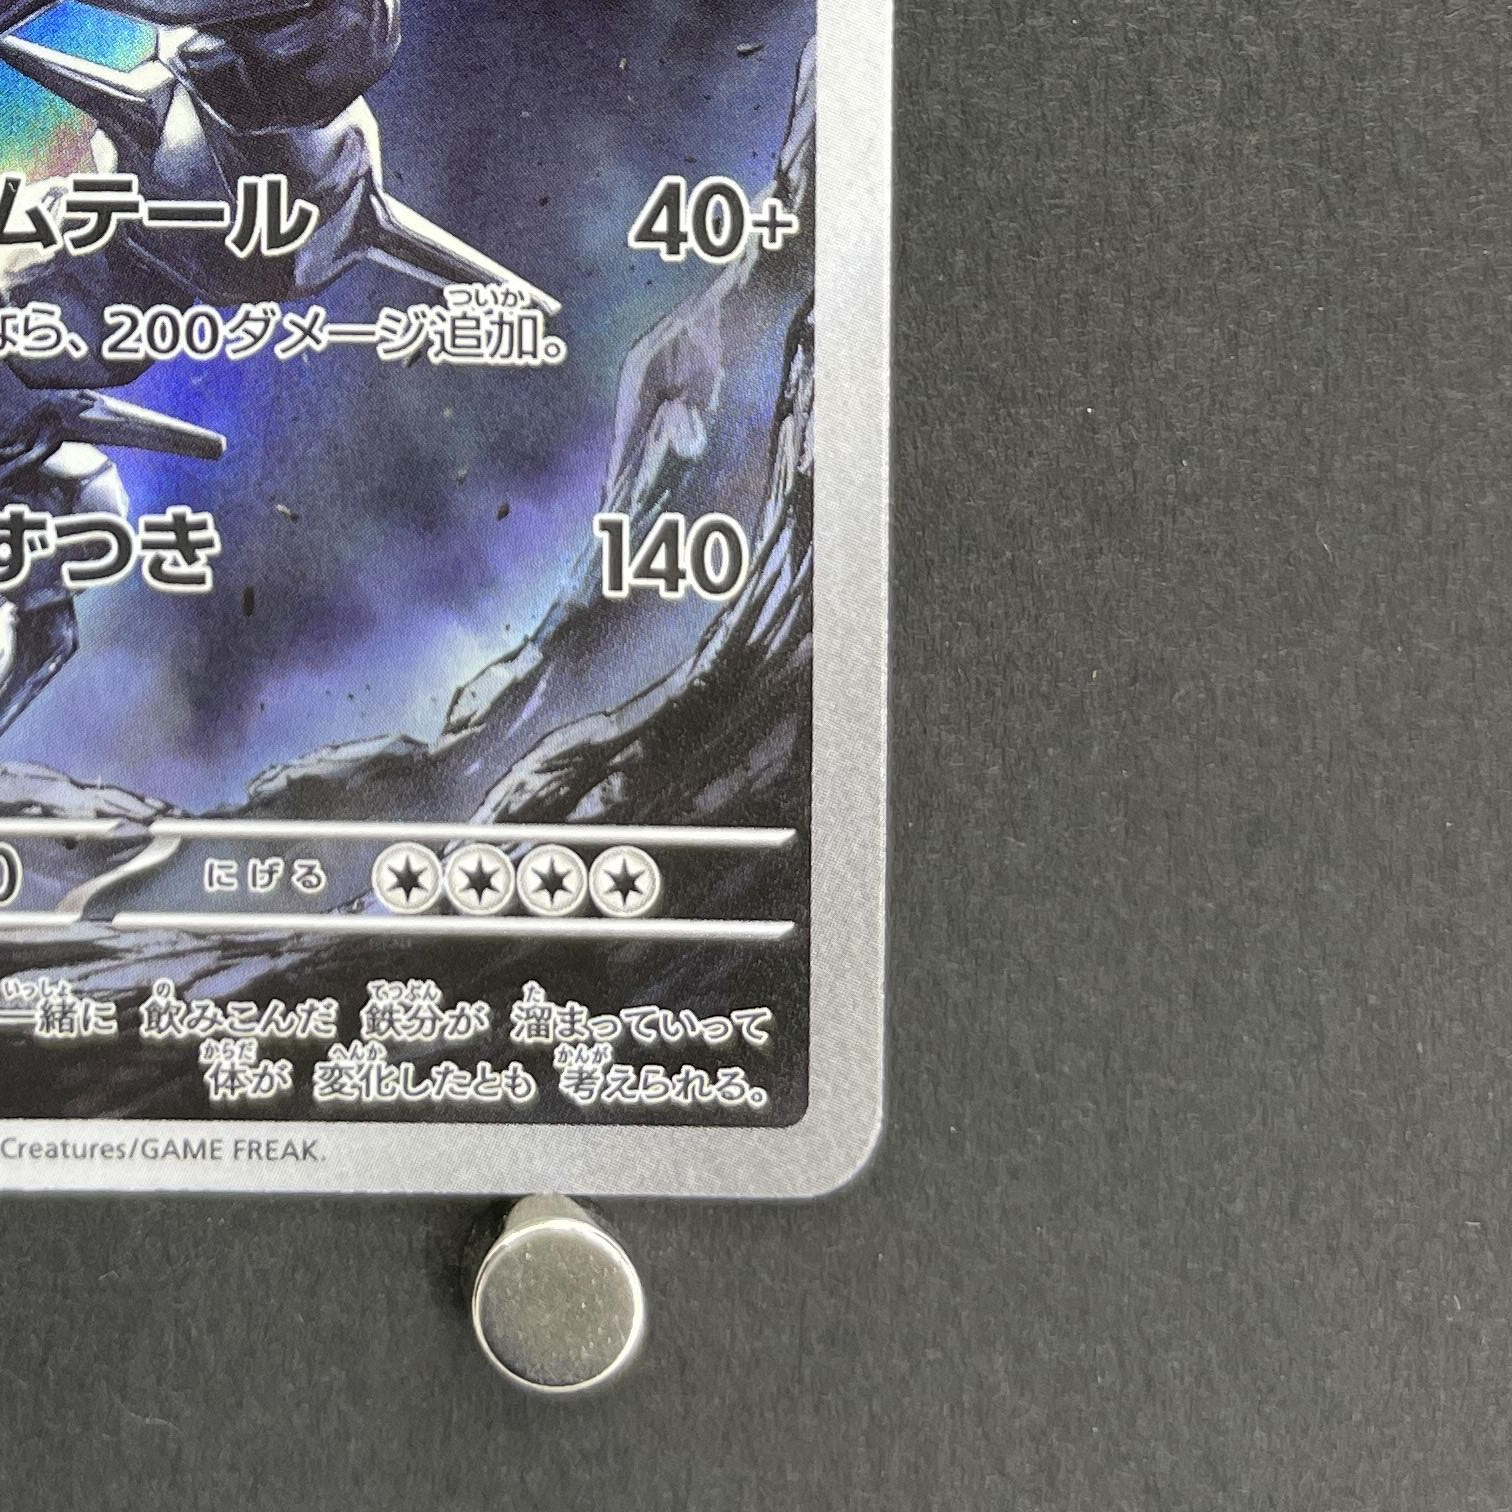 ムテール 40+
なら、200ダメージ追加。
ずつき 140
にげる
一緒に 飲みこんだ 鉄分が 溜まっていって
体が 変化したとも 考えられる。
Creatures/GAME FREAK.